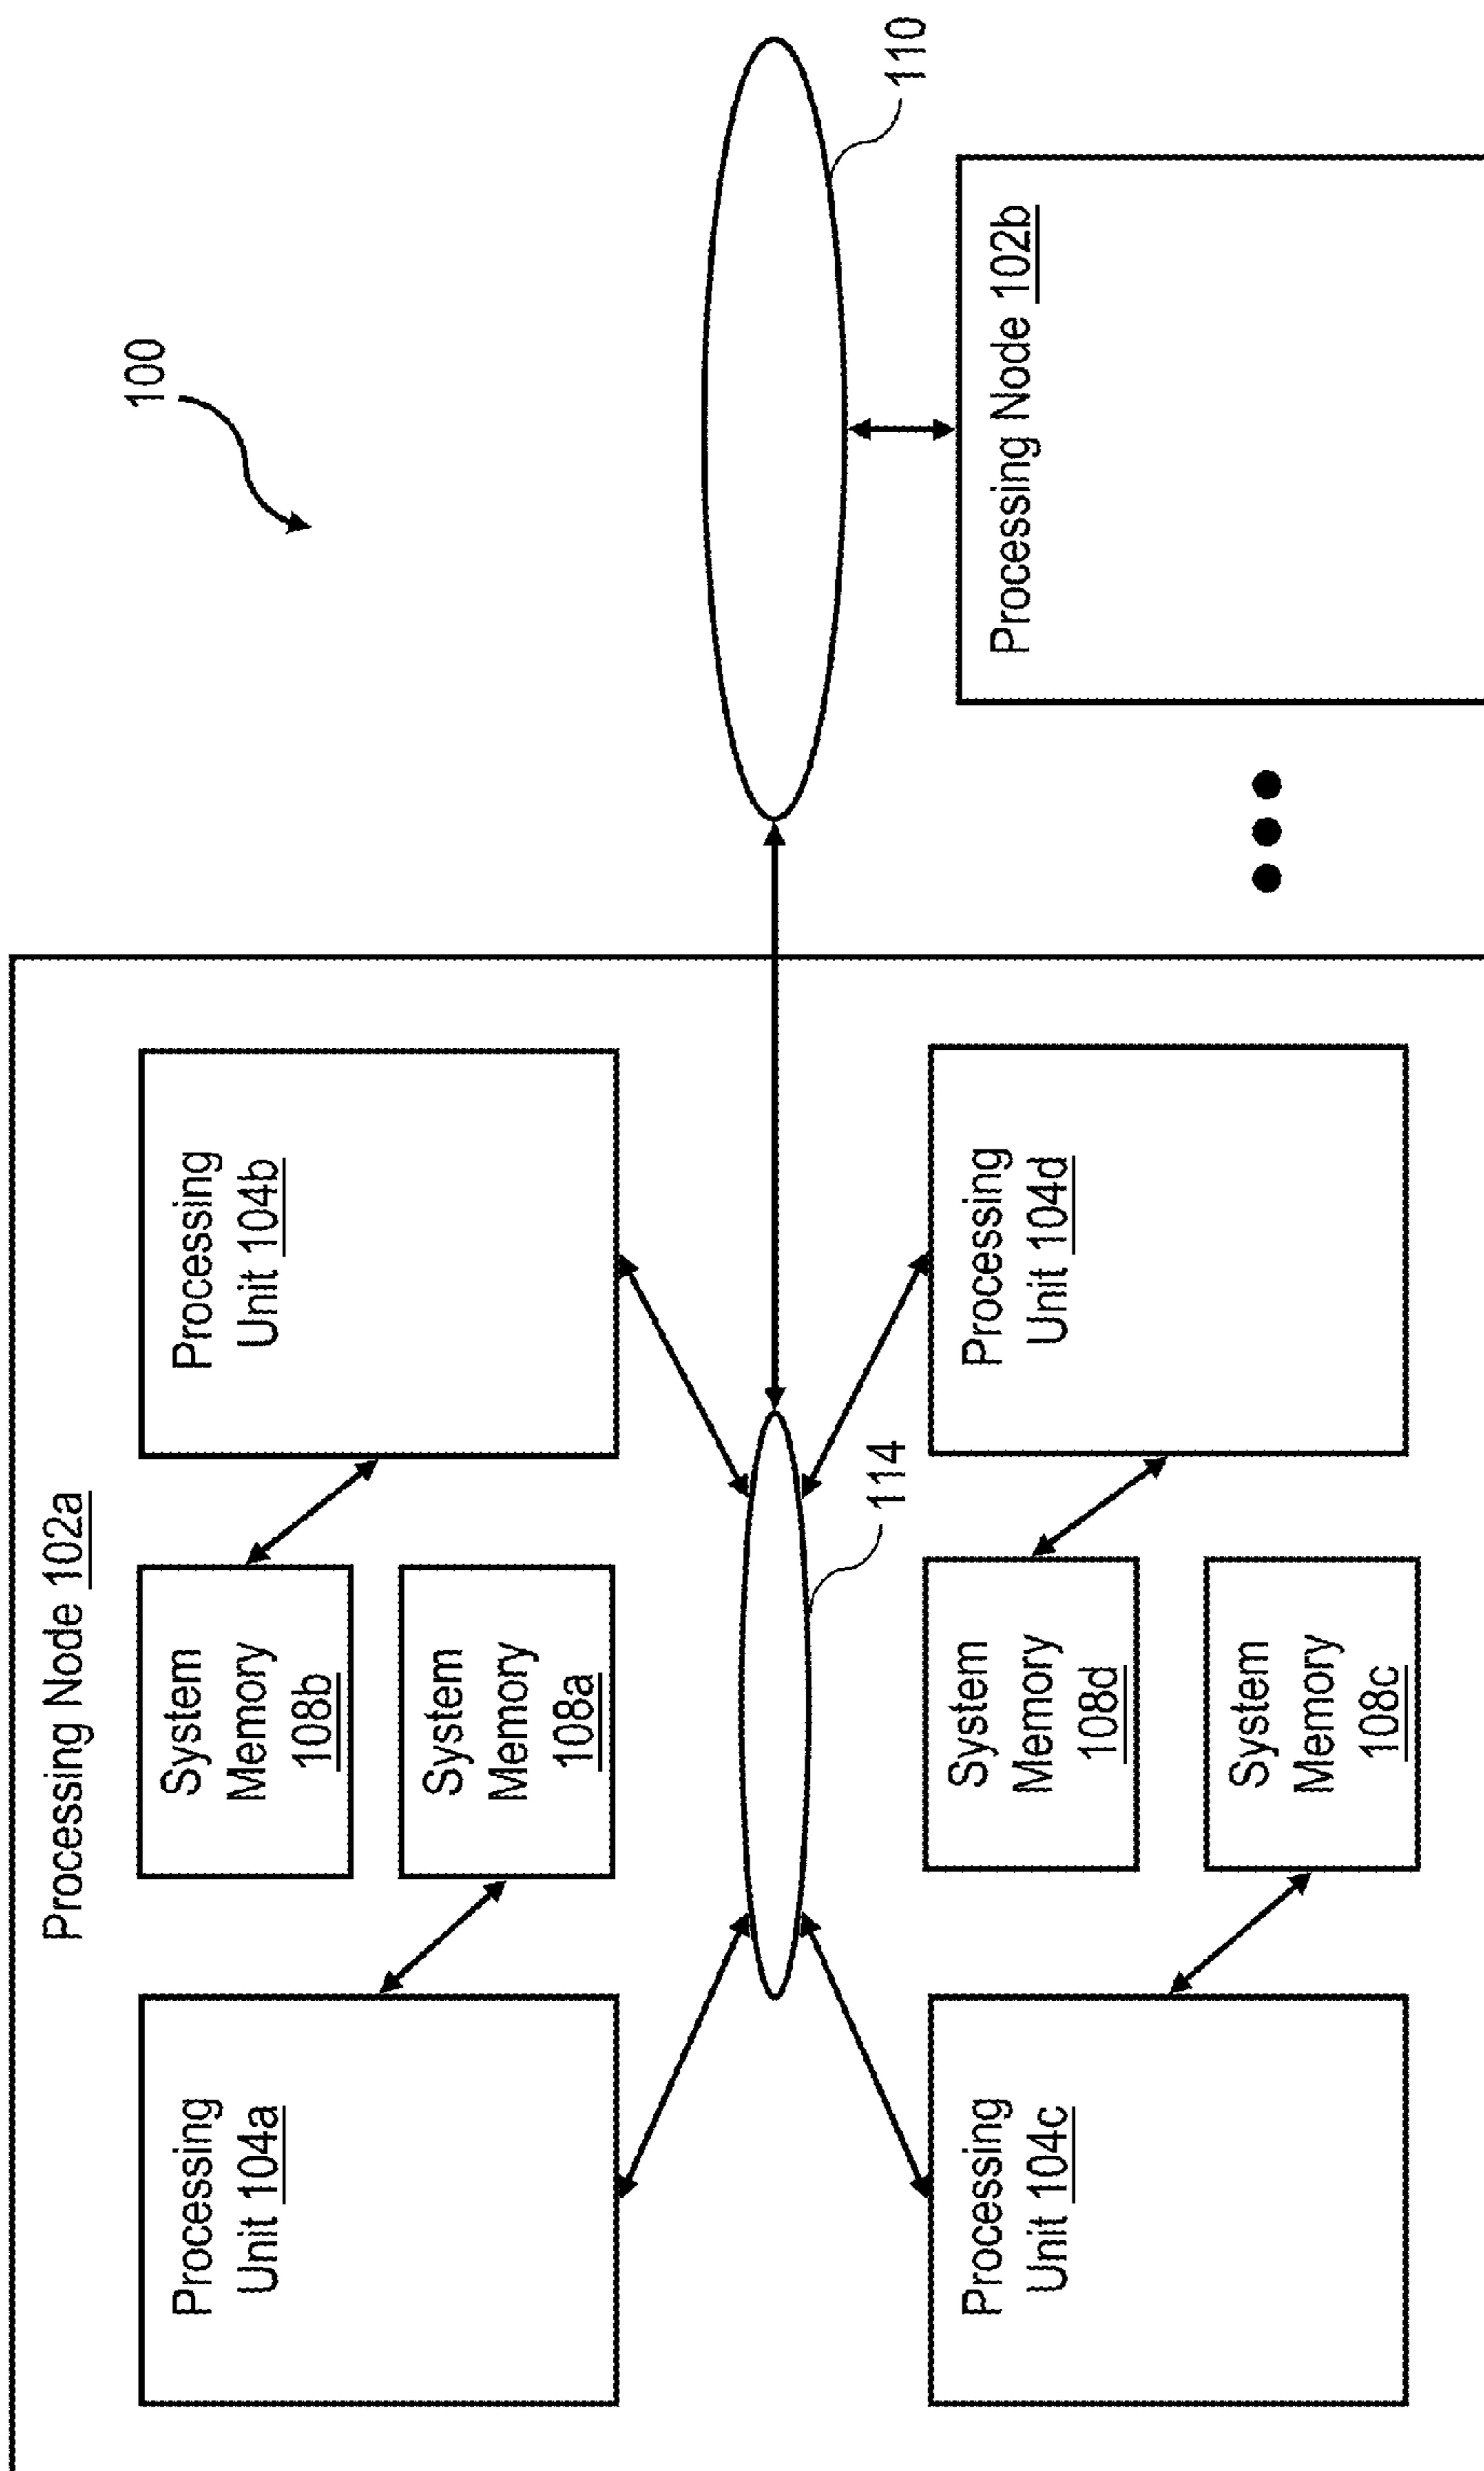 100
Processing Node 102a
Processing
Unit 104a
System
Memory
108b
System
Memory
108a
Processing
Unit 104b
110
114
Processing Node 102b
Processing
Unit 104c
System
Memory
108d
System
Memory
108c
Processing
Unit 104d